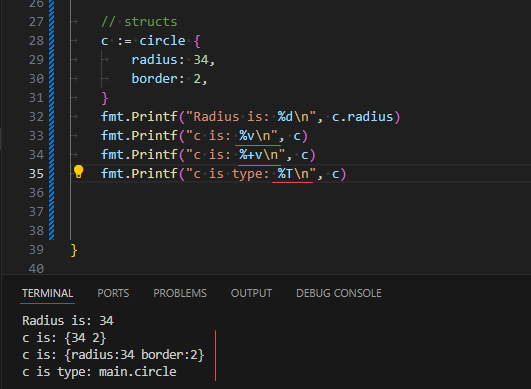 26
27 // structs
28 c := circle {
29 radius: 34,
30 border: 2,
31 }
32 fmt.Printf("Radius is: %d\n", c.radius)
33 fmt.Printf("c is: %v\n", c)
34 fmt.Printf("c is: %+v\n", c)
35 fmt.Printf("c is type: %T\n", c)
36
37
38
39 }
40
TERMINAL PORTS PROBLEMS OUTPUT DEBUG CONSOLE
Radius is: 34
c is: {34 2}
c is: {radius:34 border:2}
c is type: main.circle